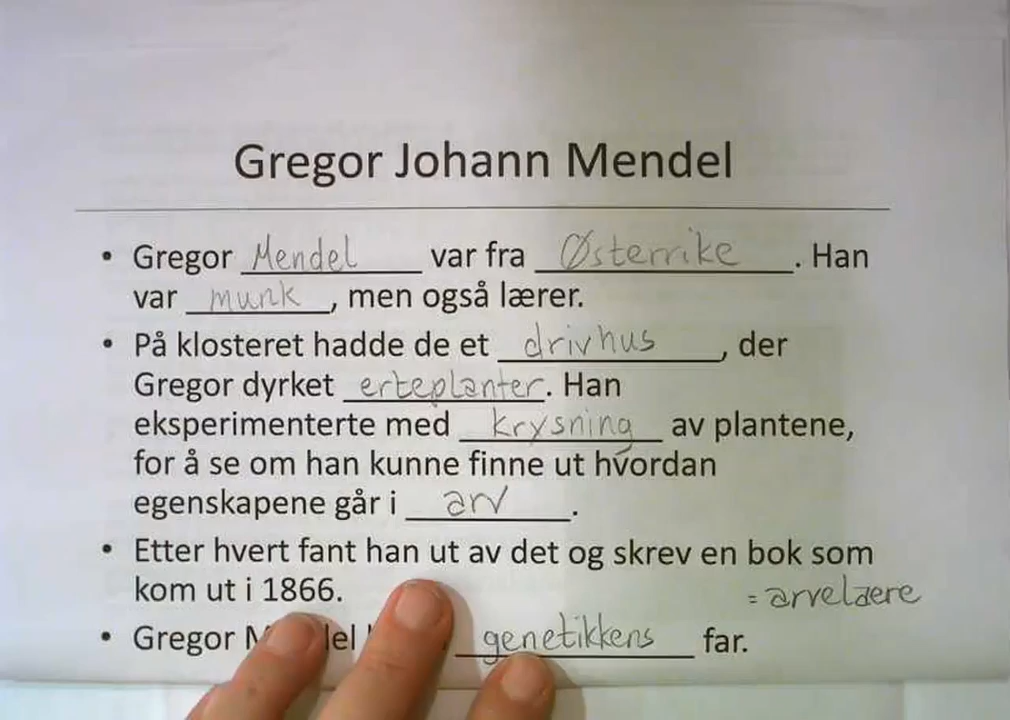 Gregor Johann Mendel
• Gregor Mendel var fra Østerrike. Han
var munk, men også lærer.
• På klosteret hadde de et drivhus, der
Gregor dyrket erteplanter. Han
eksperimenterte med krysning av plantene,
for å se om han kunne finne ut hvordan
egenskapene går i arv.
• Etter hvert fant han ut av det og skrev en bok som
kom ut i 1866.
= arvelære
• Gregor genetikkens far.